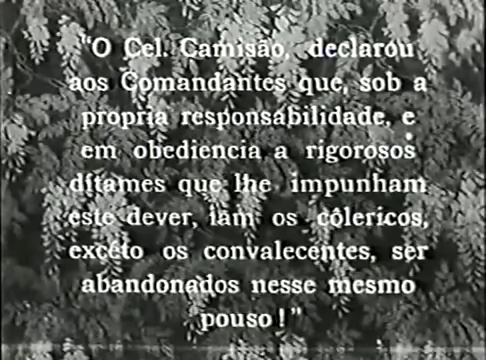 "O Cel. Camisão, declarou
aos Comandantes que, sob a
propria responsabilidade, e
em obediencia a rigorosos
ditames que lhe impunham
este dever, iam os côlericos,
excéto os convalecentes, ser
abandonados nesse mesmo
pouso!"